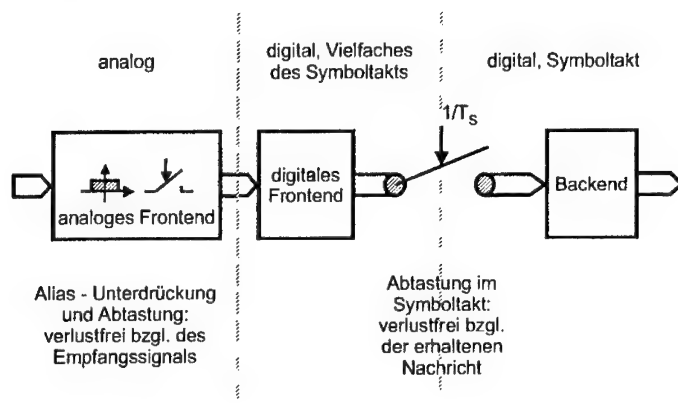 analog
digital, Vielfaches
des Symboltakts
digital, Symboltakt
1/TS
analoges Frontend
digitales
Frontend
Backend
Alias - Unterdrückung
und Abtastung:
verlustfrei bzgl. des
Empfangssignals
Abtastung im
Symboltakt:
verlustfrei bzgl.
der erhaltenen
Nachricht